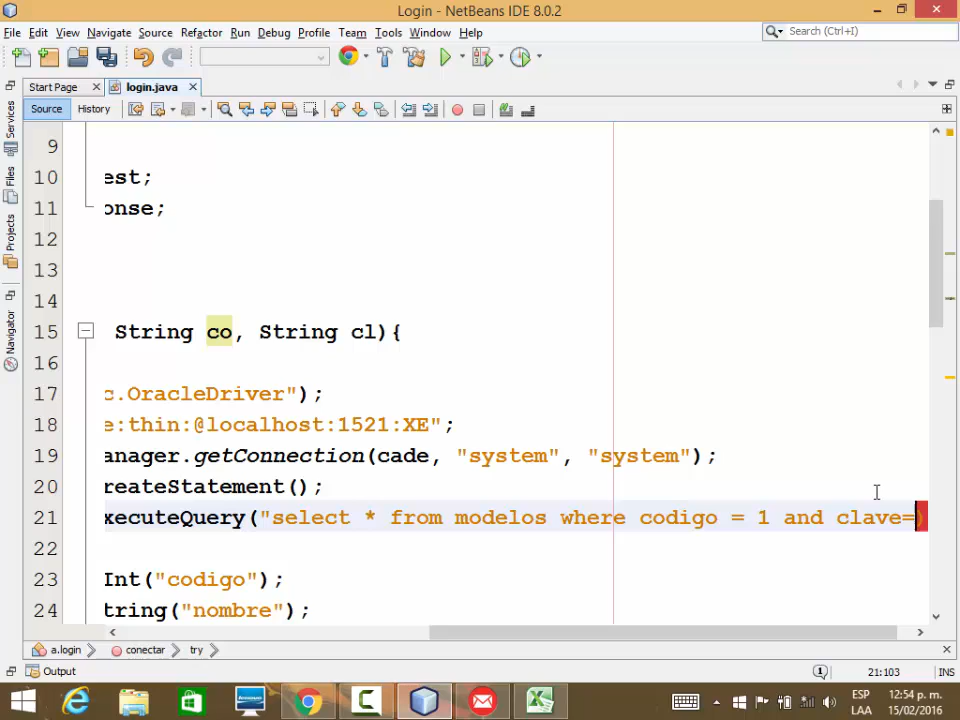 Login - NetBeans IDE 8.0.2
File Edit View Navigate Source Refactor Run Debug Profile Team Tools Window Help
Search (Ctrl+I)
Start Page login.java
Source History
Services
Files
Projects
Navigator
9
10 est;
11 onse;
12
13
14
15 String co, String cl){
16
17 c.OracleDriver");
18 e:thin:@localhost:1521:XE";
19 anager.getConnection(cade, "system", "system");
20 reateStatement();
21 xecuteQuery("select * from modelos where codigo = 1 and clave=)
22
23 Int("codigo");
24 tring("nombre");
a.login conectar try
Output
1 21:103 INS
ESP 12:54 p. m.
LAA 15/02/2016